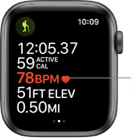 10:09
12:05.37
59 ACTIVE
CAL
78BPM
51FT ELEV
0.50MI